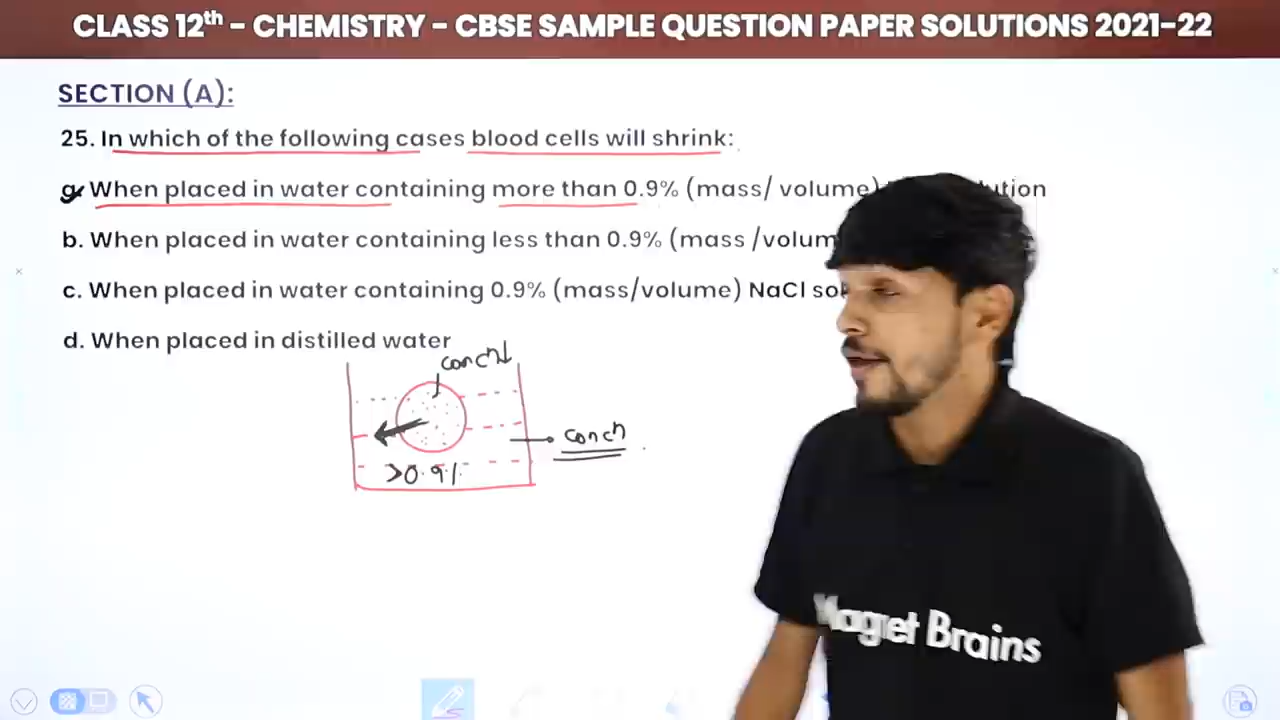 CLASS 12th - CHEMISTRY - CBSE SAMPLE QUESTION PAPER SOLUTIONS 2021-22
SECTION (A):
25. In which of the following cases blood cells will shrink:
a. When placed in water containing more than 0.9% (mass/ volume)
b. When placed in water containing less than 0.9% (mass /volum
c. When placed in water containing 0.9% (mass/volume) NaCl so
d. When placed in distilled water
concn↓
concn
>0.9%
Magnet Brains